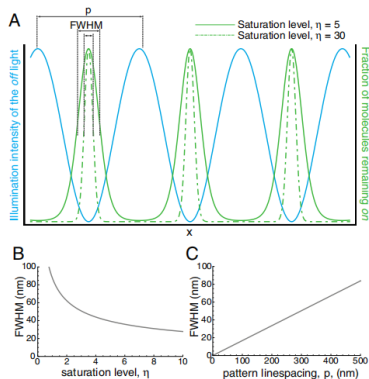 A
p
FWHM
Saturation level, η = 5
Saturation level, η = 30
Illumination intensity of the off light
Fraction of molecules remaining on
x
B
FWHM (nm)
100
80
60
40
20
0
0 2 4 6 8 10
saturation level, η
C
FWHM (nm)
100
80
60
40
20
0
0 100 200 300 400 500
pattern linespacing, p, (nm)